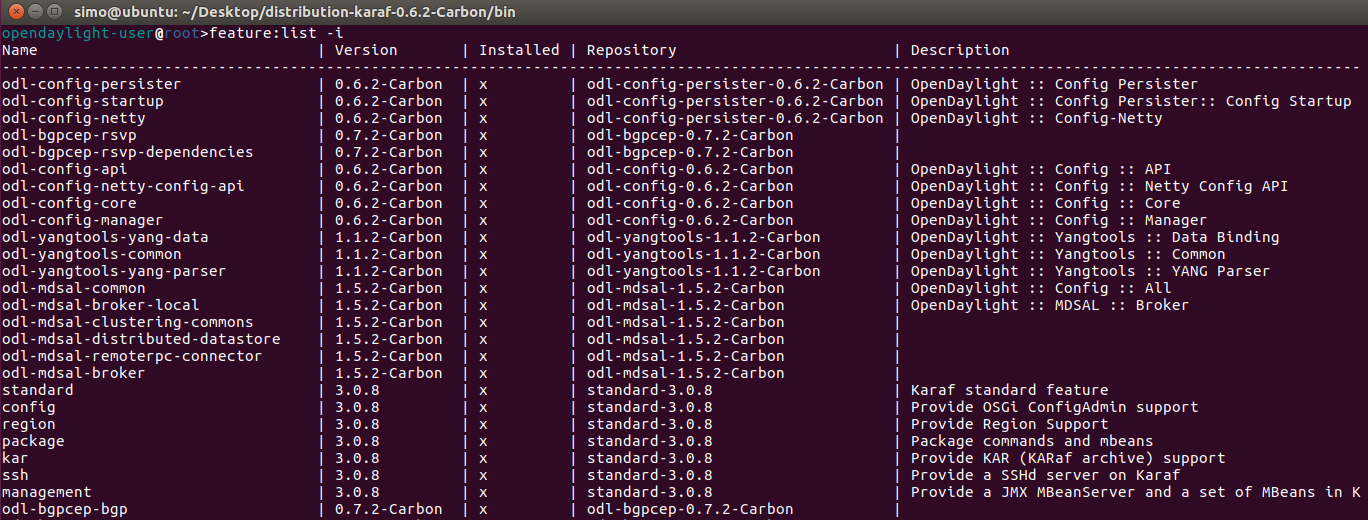 simo@ubuntu: ~/Desktop/distribution-karaf-0.6.2-Carbon/bin
opendaylight-user@root>feature:list -i
Name | Version | Installed | Repository | Description
------------------------------------------------------------------------------------------------------------------------------------------------------
odl-config-persister | 0.6.2-Carbon | x | odl-config-persister-0.6.2-Carbon | OpenDaylight :: Config Persister
odl-config-startup | 0.6.2-Carbon | x | odl-config-persister-0.6.2-Carbon | OpenDaylight :: Config Persister:: Config Startup
odl-config-netty | 0.6.2-Carbon | x | odl-config-persister-0.6.2-Carbon | OpenDaylight :: Config-Netty
odl-bgpcep-rsvp | 0.7.2-Carbon | x | odl-bgpcep-0.7.2-Carbon |
odl-bgpcep-rsvp-dependencies | 0.7.2-Carbon | x | odl-bgpcep-0.7.2-Carbon |
odl-config-api | 0.6.2-Carbon | x | odl-config-0.6.2-Carbon | OpenDaylight :: Config :: API
odl-config-netty-config-api | 0.6.2-Carbon | x | odl-config-0.6.2-Carbon | OpenDaylight :: Config :: Netty Config API
odl-config-core | 0.6.2-Carbon | x | odl-config-0.6.2-Carbon | OpenDaylight :: Config :: Core
odl-config-manager | 0.6.2-Carbon | x | odl-config-0.6.2-Carbon | OpenDaylight :: Config :: Manager
odl-yangtools-yang-data | 1.1.2-Carbon | x | odl-yangtools-1.1.2-Carbon | OpenDaylight :: Yangtools :: Data Binding
odl-yangtools-common | 1.1.2-Carbon | x | odl-yangtools-1.1.2-Carbon | OpenDaylight :: Yangtools :: Common
odl-yangtools-yang-parser | 1.1.2-Carbon | x | odl-yangtools-1.1.2-Carbon | OpenDaylight :: Yangtools :: YANG Parser
odl-mdsal-common | 1.5.2-Carbon | x | odl-mdsal-1.5.2-Carbon | OpenDaylight :: Config :: All
odl-mdsal-broker-local | 1.5.2-Carbon | x | odl-mdsal-1.5.2-Carbon | OpenDaylight :: MDSAL :: Broker
odl-mdsal-clustering-commons | 1.5.2-Carbon | x | odl-mdsal-1.5.2-Carbon |
odl-mdsal-distributed-datastore | 1.5.2-Carbon | x | odl-mdsal-1.5.2-Carbon |
odl-mdsal-remoterpc-connector | 1.5.2-Carbon | x | odl-mdsal-1.5.2-Carbon |
odl-mdsal-broker | 1.5.2-Carbon | x | odl-mdsal-1.5.2-Carbon |
standard | 3.0.8 | x | standard-3.0.8 | Karaf standard feature
config | 3.0.8 | x | standard-3.0.8 | Provide OSGi ConfigAdmin support
region | 3.0.8 | x | standard-3.0.8 | Provide Region Support
package | 3.0.8 | x | standard-3.0.8 | Package commands and mbeans
kar | 3.0.8 | x | standard-3.0.8 | Provide KAR (KARaf archive) support
ssh | 3.0.8 | x | standard-3.0.8 | Provide a SSHd server on Karaf
management | 3.0.8 | x | standard-3.0.8 | Provide a JMX MBeanServer and a set of MBeans in K
odl-bgpcep-bgp | 0.7.2-Carbon | x | odl-bgpcep-0.7.2-Carbon |